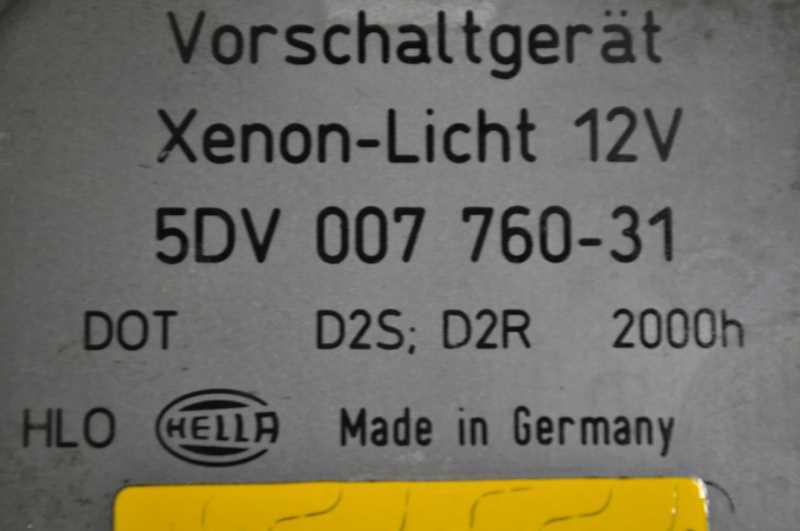 Vorschaltgerät
Xenon-Licht 12V
5DV 007 760-31
DOT D2S; D2R 2000h
HLO HELLA Made in Germany